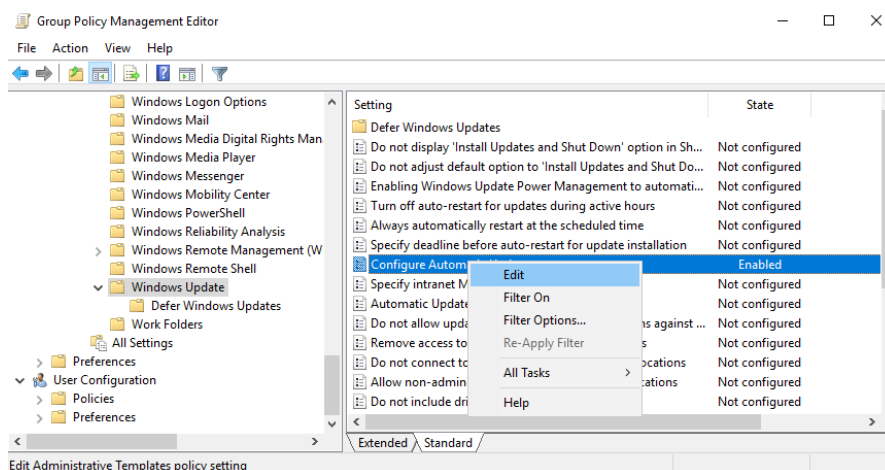 Group Policy Management Editor
File Action View Help
Windows Logon Options
Windows Mail
Windows Media Digital Rights Man
Windows Media Player
Windows Messenger
Windows Mobility Center
Windows PowerShell
Windows Reliability Analysis
Windows Remote Management (W
Windows Remote Shell
Windows Update
Defer Windows Updates
Work Folders
All Settings
Preferences
User Configuration
Policies
Preferences
Setting State
Defer Windows Updates
Do not display 'Install Updates and Shut Down' option in Sh... Not configured
Do not adjust default option to 'Install Updates and Shut Do... Not configured
Enabling Windows Update Power Management to automati... Not configured
Turn off auto-restart for updates during active hours Not configured
Always automatically restart at the scheduled time Not configured
Specify deadline before auto-restart for update installation Not configured
Configure Autom Enabled
Specify intranet M Not configured
Automatic Update Not configured
Do not allow upda s against ... Not configured
Remove access to s Not configured
Do not connect to ocations Not configured
Allow non-admin cations Not configured
Do not include dri Not configured
Edit
Filter On
Filter Options...
Re-Apply Filter
All Tasks
Help
Extended Standard
Edit Administrative Templates policy setting